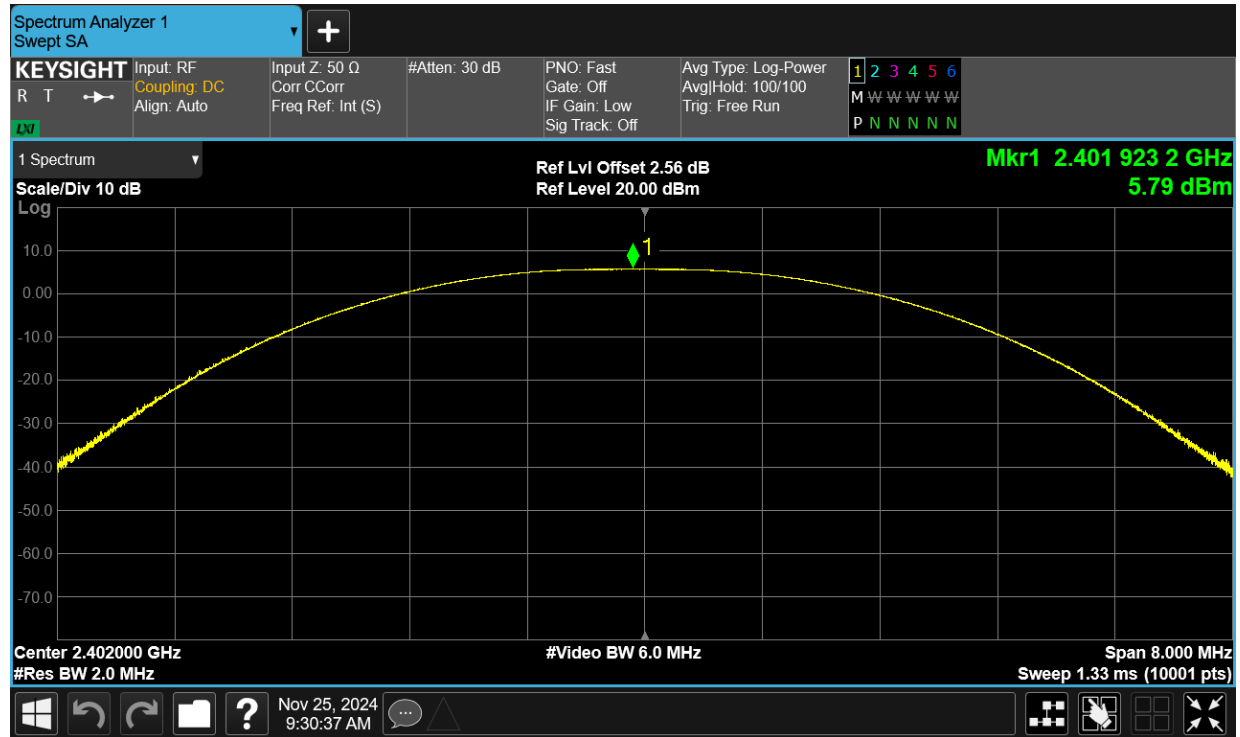 Spectrum Analyzer 1
Swept SA
+
KEYSIGHT
R T
LXI
Input: RF
Coupling: DC
Align: Auto
Input Z: 50 Ω
Corr CCorr
Freq Ref: Int (S)
#Atten: 30 dB
PNO: Fast
Gate: Off
IF Gain: Low
Sig Track: Off
Avg Type: Log-Power
Avg|Hold: 100/100
Trig: Free Run
1 2 3 4 5 6
M W W W W W
P N N N N N
1 Spectrum
Scale/Div 10 dB
Log
Ref Lvl Offset 2.56 dB
Ref Level 20.00 dBm
Mkr1 2.401 923 2 GHz
5.79 dBm
1
10.0
0.00
-10.0
-20.0
-30.0
-40.0
-50.0
-60.0
-70.0
Center 2.402000 GHz
#Res BW 2.0 MHz
#Video BW 6.0 MHz
Span 8.000 MHz
Sweep 1.33 ms (10001 pts)
?
Nov 25, 2024
9:30:37 AM